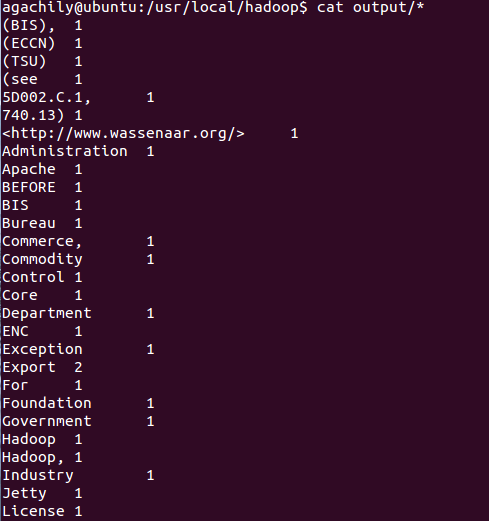 agachily@ubuntu:/usr/local/hadoop$ cat output/*
(BIS),	1
(ECCN)	1
(TSU)	1
(see	1
5D002.C.1,	1
740.13)	1
<http://www.wassenaar.org/>	1
Administration	1
Apache	1
BEFORE	1
BIS	1
Bureau	1
Commerce,	1
Commodity	1
Control	1
Core	1
Department	1
ENC	1
Exception	1
Export	2
For	1
Foundation	1
Government	1
Hadoop	1
Hadoop,	1
Industry	1
Jetty	1
License	1